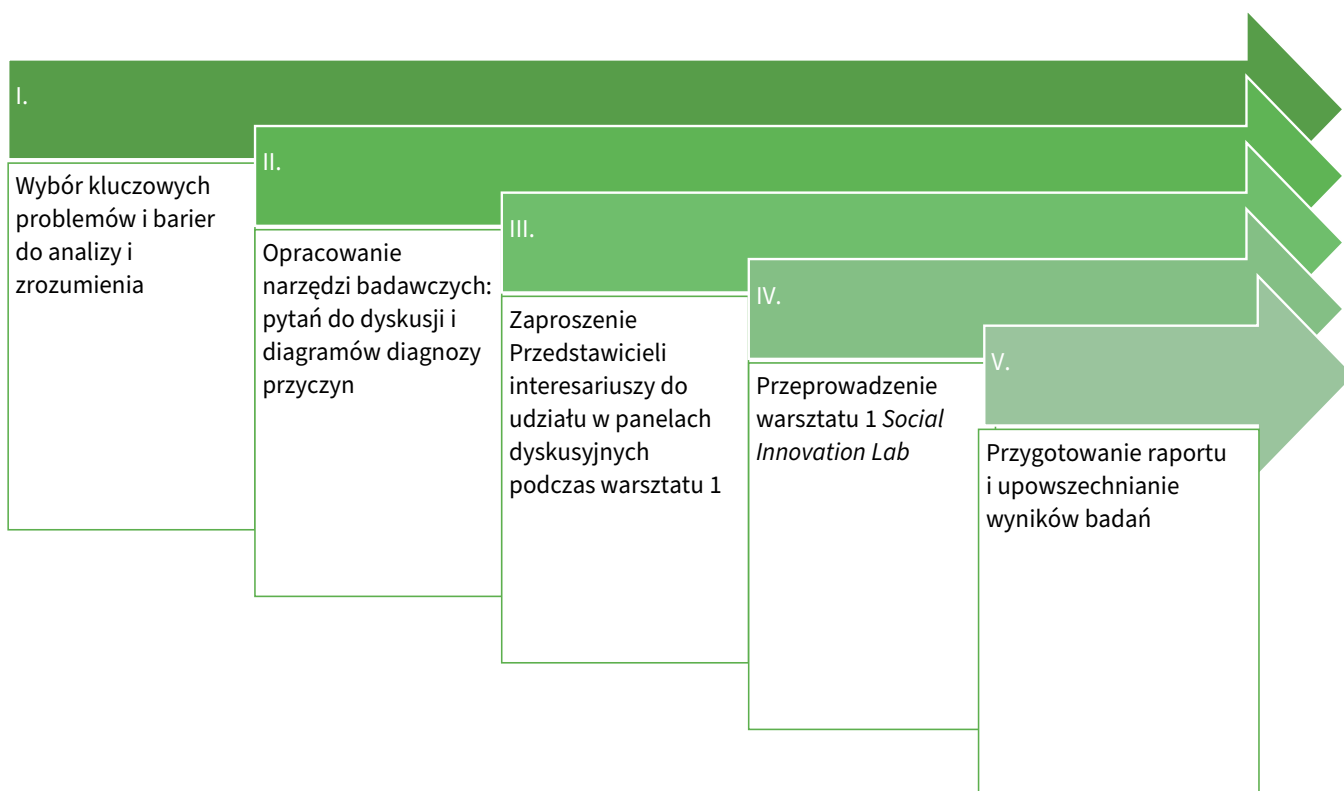 I.
Wybór kluczowych
problemów i barier
do analizy i
zrozumienia
II.
Opracowanie
narzędzi badawczych:
pytań do dyskusji i
diagramów diagnozy
przyczyn
III.
Zaproszenie
Przedstawicieli
interesariuszy do
udziału w panelach
dyskusyjnych
podczas warsztatu 1
IV.
Przeprowadzenie
warsztatu 1 Social
Innovation Lab
V.
Przygotowanie raportu
i upowszechnianie
wyników badań